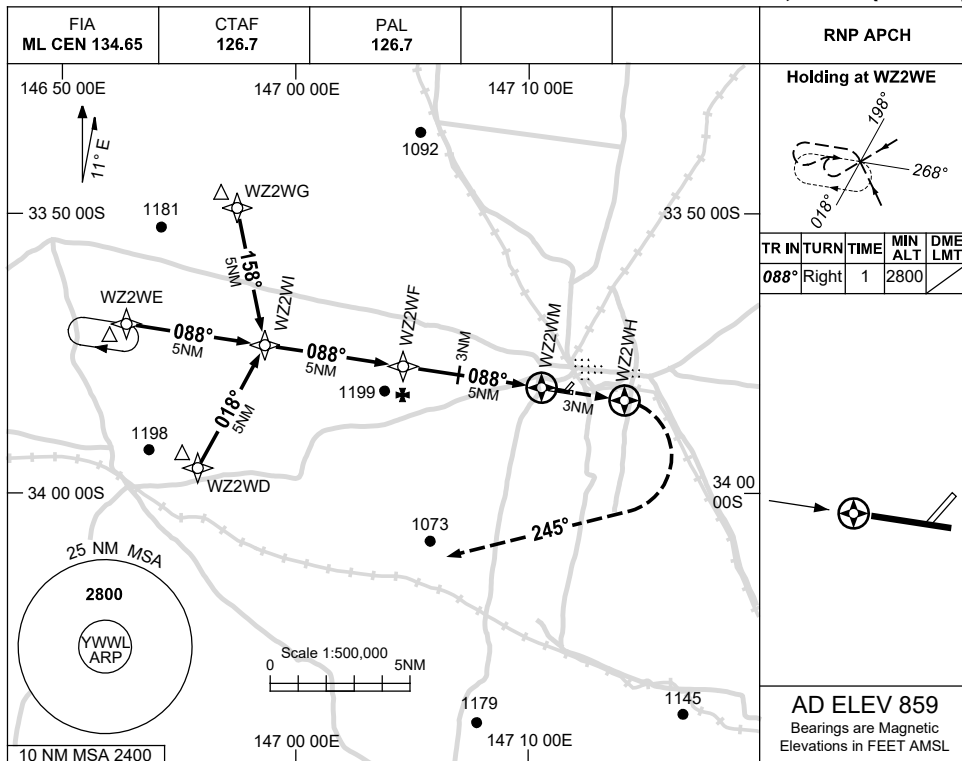 FIA
ML CEN 134.65
CTAF
126.7
PAL
126.7
RNP APCH
146 50 00E
147 00 00E
147 10 00E
11° E
1092
Holding at WZ2WE
198°
268°
018°
WZ2WG
33 50 00S
33 50 00S
1181
158°
5NM
TR IN
TURN
TIME
MIN ALT
DME LMT
088°
Right
1
2800
WZ2WE
WZ2WI
WZ2WF
WZ2WM
WZ2WH
088°
5NM
088°
5NM
3NM
088°
5NM
3NM
1199
018°
5NM
1198
WZ2WD
34 00 00S
34 00
00S
1073
245°
25 NM MSA
2800
YWWL
ARP
Scale 1:500,000
0
5NM
1179
1145
10 NM MSA 2400
147 00 00E
147 10 00E
AD ELEV 859
Bearings are Magnetic
Elevations in FEET AMSL